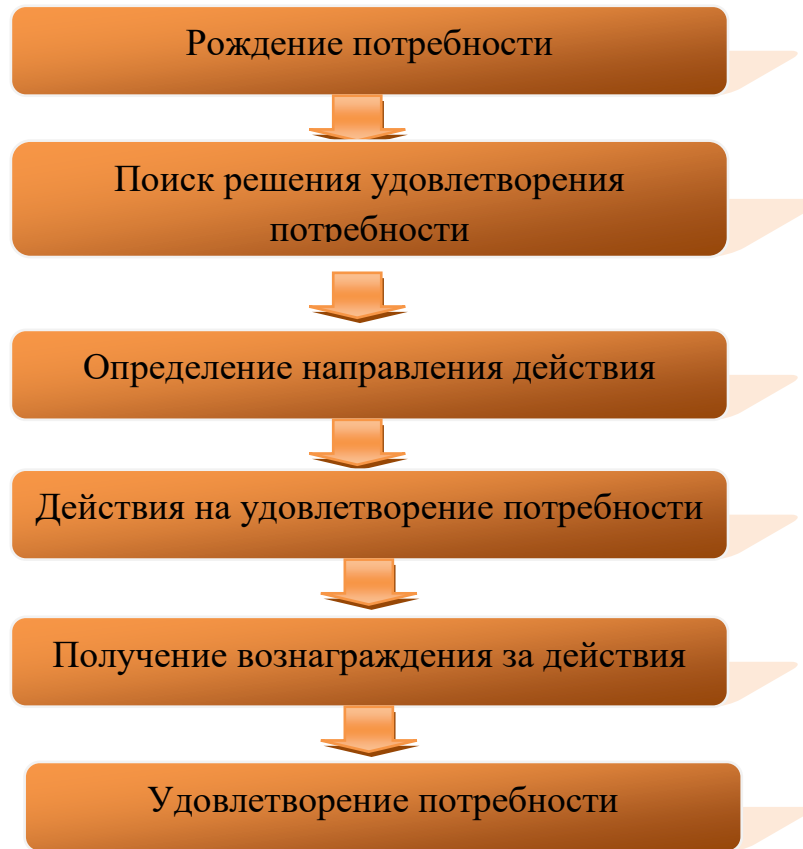 Рождение потребности
Поиск решения удовлетворения
потребности
Определение направления действия
Действия на удовлетворение потребности
Получение вознаграждения за действия
Удовлетворение потребности